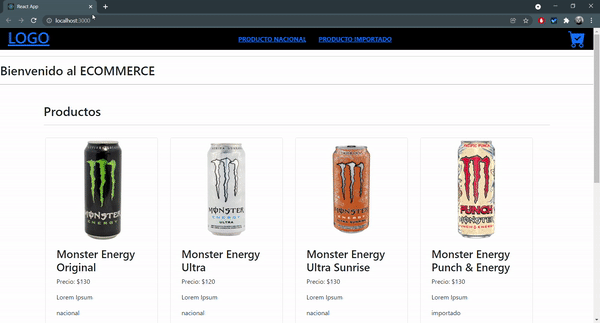 React App
localhost:3000
LOGO
PRODUCTO NACIONAL PRODUCTO IMPORTADO
Bienvenido al ECOMMERCE
Productos
MONSTER
ENERGY
MONSTER
ENERGY
ULTRA
MONSTER
ENERGY
PACIFIC PUNCH
PUNCH
MONSTER
ENERGY
Monster Energy
Original
Precio: $130
Lorem Ipsum
nacional
Monster Energy
Ultra
Precio: $120
Lorem Ipsum
nacional
Monster Energy
Ultra Sunrise
Precio: $130
Lorem Ipsum
nacional
Monster Energy
Punch & Energy
Precio: $130
Lorem Ipsum
importado